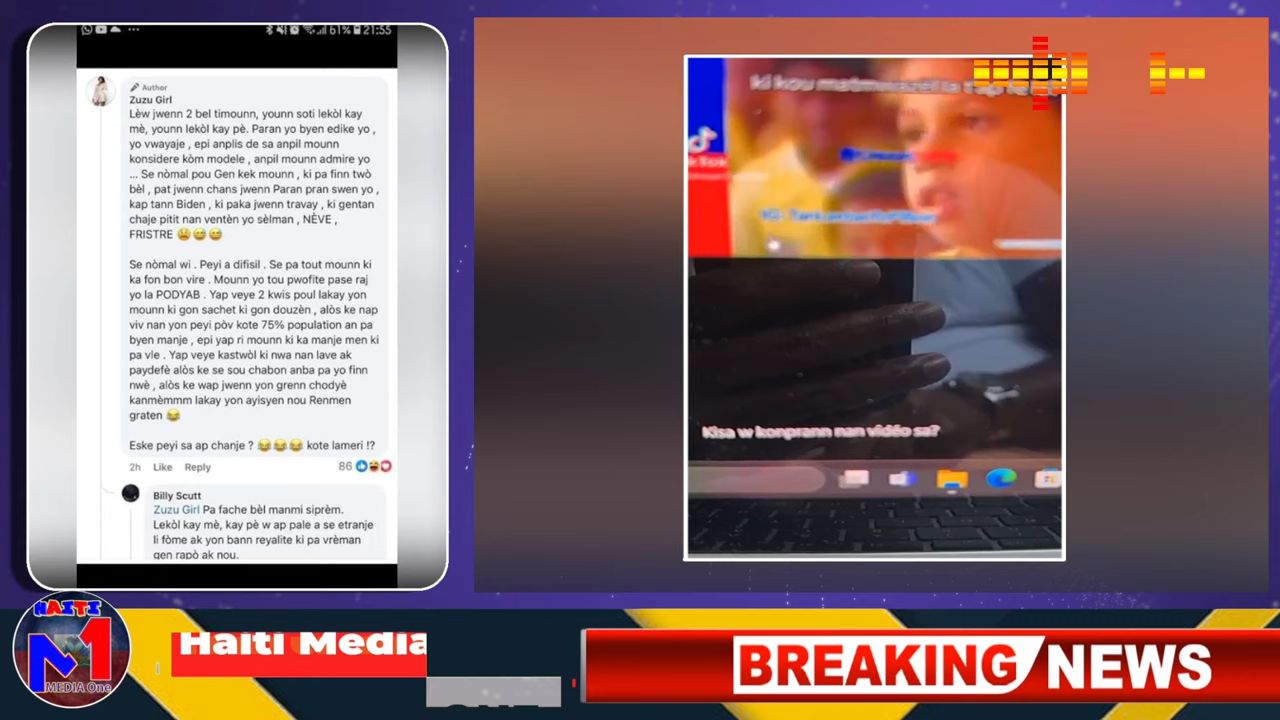 61% 21:55
Author
Zuzu Girl
Lèw jwenn 2 bel timounn, younn soti lekòl kay
mè, younn lekòl kay pè. Paran yo byen edike yo ,
yo vwayaje , epi anplis de sa anpil mounn
konsidere kòm modele , anpil mounn admire yo
... Se nòmal pou Gen kek mounn , ki pa finn twò
bèl , pat jwenn chans jwenn Paran pran swen yo ,
kap tann Biden , ki paka jwenn travay , ki gentan
chaje pitit nan ventèn yo sèlman , NÈVE ,
FRISTRE 😩😅😅
Se nòmal wi . Peyi a difisil . Se pa tout mounn ki
ka fon bon vire . Mounn yo tou pwofite pase raj
yo la PODYAB . Yap veye 2 kwis poul lakay yon
mounn ki gon sachet ki gon douzèn , alòs ke nap
viv nan yon peyi pòv kote 75% population an pa
byen manje , epi yap ri mounn ki ka manje men ki
pa vle . Yap veye kastwòl ki nwa nan lave ak
paydefè alòs ke se sou chabon anba pa yo finn
nwè , alòs ke wap jwenn yon grenn chodyè
kanmèmmm lakay yon ayisyen nou Renmen
graten 😂
Eske peyi sa ap chanje ? 😂😂😂 kote lameri !?
2h Like Reply 86
Billy Scutt
Zuzu Girl Pa fache bèl manmi siprèm.
Lekòl kay mè, kay pè w ap pale a se etranje
li fòme ak yon bann reyalite ki pa vrèman
gen rapò ak nou.
ki kou matmwazel la t ap
Kisa w konprann nan vidéo sa?
HAITI
M1
MEDIA One
Haiti Media
BREAKING NEWS